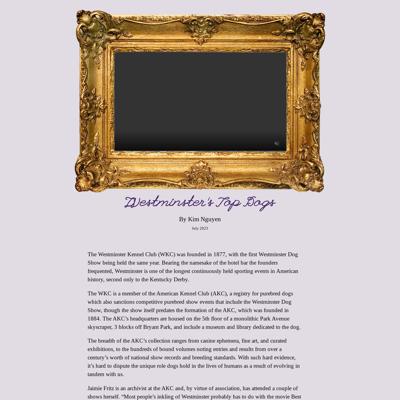 Westminster's Top Dogs
By Kim Nguyen
July 2023
The Westminster Kennel Club (WKC) was founded in 1877, with the first Westminster Dog
Show being held the same year. Bearing the namesake of the hotel bar the founders
frequented, Westminster is one of the longest continuously held sporting events in American
history, second only to the Kentucky Derby.
The WKC is a member of the American Kennel Club (AKC), a registry for purebred dogs
which also sanctions competitive purebred show events that include the Westminster Dog
Show, though the show itself predates the formation of the AKC, which was founded in
1884. The AKC's headquarters are housed on the 5th floor of a monolithic Park Avenue
skyscraper, 3 blocks off Bryant Park, and include a museum and library dedicated to the dog.
The breadth of the AKC's collection ranges from canine ephemera, fine art, and curated
exhibitions, to the hundreds of bound volumes noting entries and results from over a
century's worth of national show records and breeding standards. With such hard evidence,
it's hard to dispute the unique role dogs hold in the lives of humans as a result of evolving in
tandem with us.
Jaimie Fritz is an archivist at the AKC and, by virtue of association, has attended a couple of
shows herself. "Most people's inkling of Westminster probably has to do with the movie Best